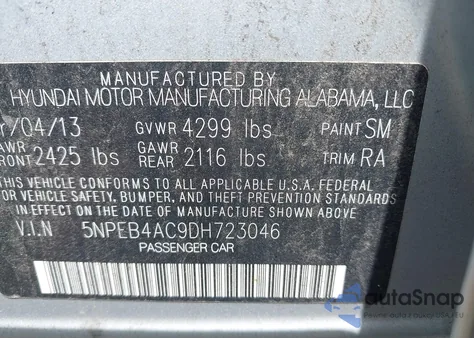 MANUFACTURED BY
HYUNDAI MOTOR MANUFACTURING ALABAMA, LLC
/04/13 GVWR 4299 lbs PAINT SM
GAWR
FRONT 2425 lbs REAR 2116 lbs TRIM RA
THIS VEHICLE CONFORMS TO ALL APPLICABLE U.S.A. FEDERAL
MOTOR VEHICLE SAFETY, BUMPER, AND THEFT PREVENTION STANDARDS
IN EFFECT ON THE DATE OF MANUFACTURE SHOWN ABOVE.
V.I.N 5NPEB4AC9DH723046
PASSENGER CAR
autoSnap